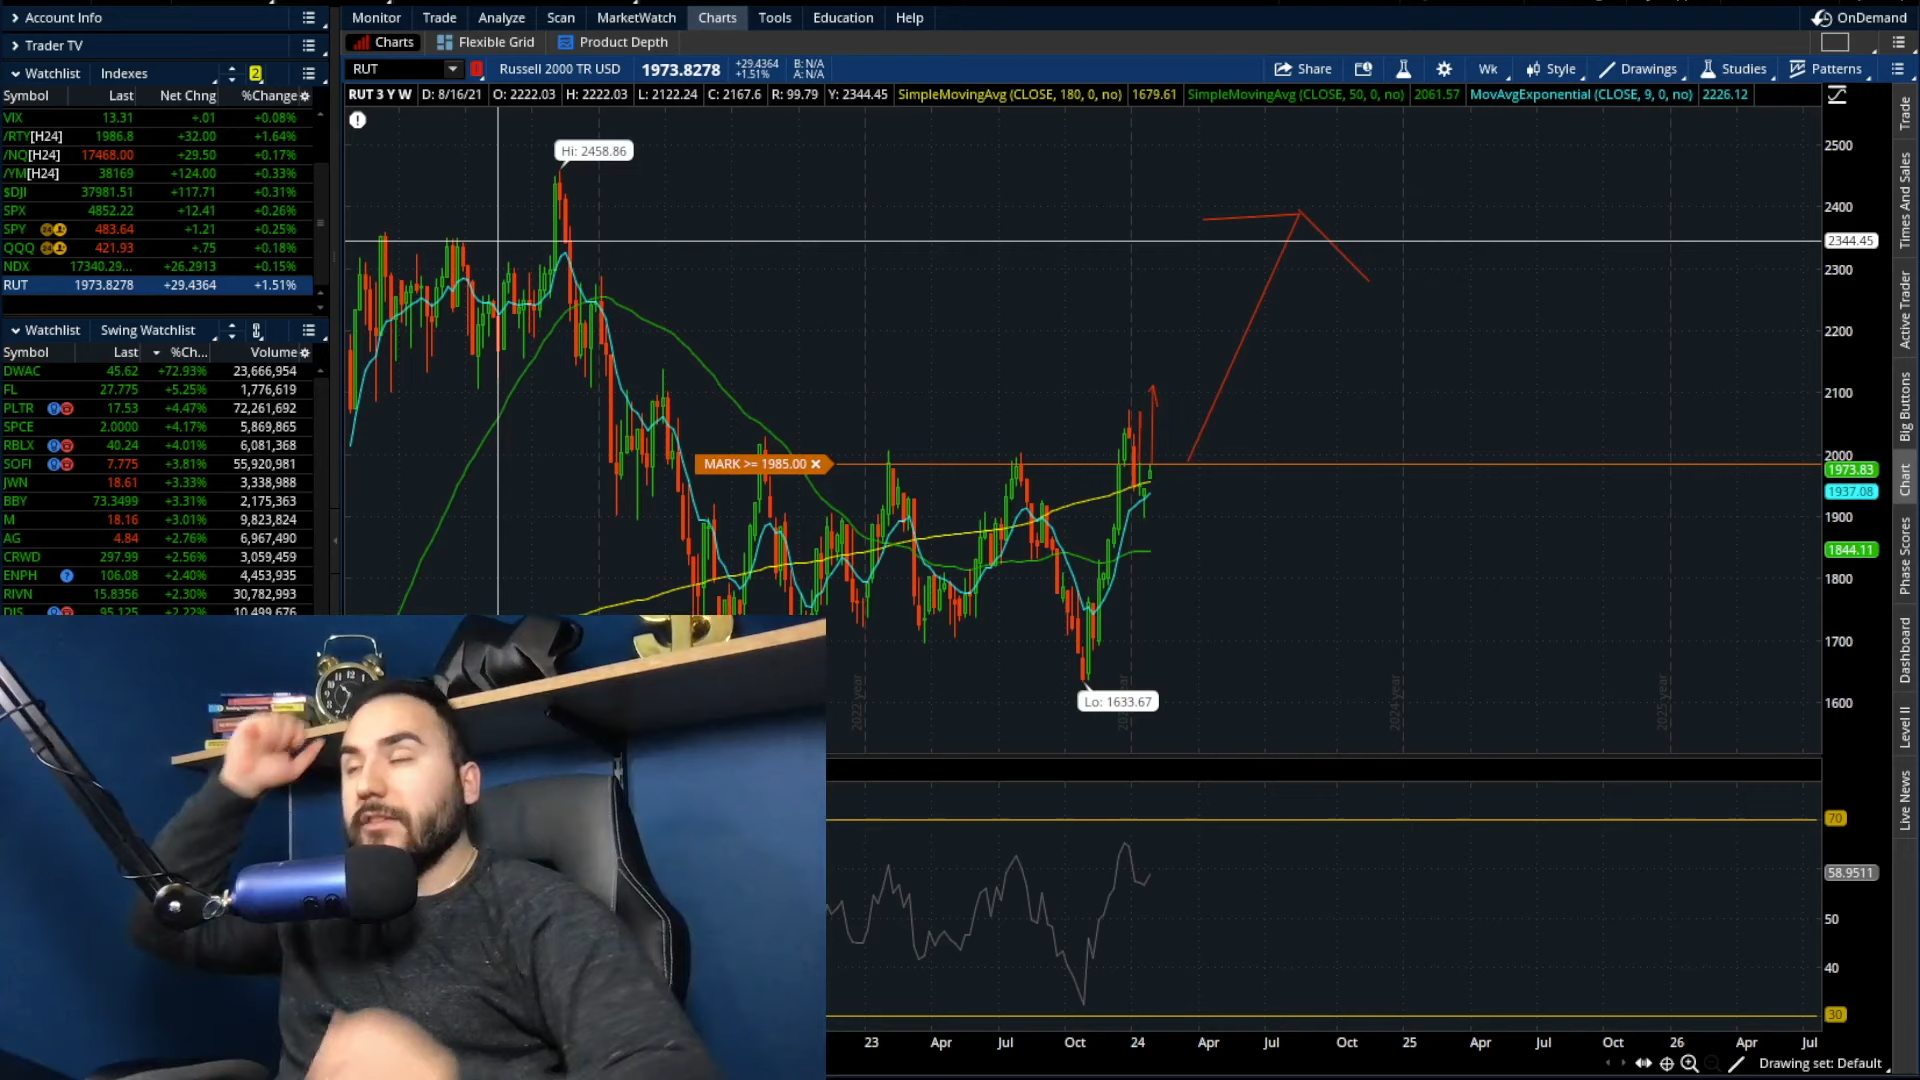 Account Info
Trader TV
Watchlist Indexes 2
Symbol Last Net Chng %Change
VIX 13.31 +.01 +0.08%
/RTY[H24] 1986.8 +32.00 +1.64%
/NQ[H24] 17468.00 +29.50 +0.17%
/YM[H24] 38169 +124.00 +0.33%
$DJI 37981.51 +117.71 +0.31%
SPX 4852.22 +12.41 +0.26%
SPY 483.64 +1.21 +0.25%
QQQ 421.93 +.75 +0.18%
NDX 17340.29... +26.2913 +0.15%
RUT 1973.8278 +29.4364 +1.51%
Watchlist Swing Watchlist
Symbol Last %Ch... Volume
DWAC 45.62 +72.93% 23,666,954
FL 27.775 +5.25% 1,776,619
PLTR 17.53 +4.47% 72,261,692
SPCE 2.0000 +4.17% 5,869,865
RBLX 40.24 +4.01% 6,081,368
SOFI 7.775 +3.81% 55,920,981
JWN 18.61 +3.33% 3,338,988
BBY 73.3499 +3.31% 2,175,363
M 18.16 +3.01% 9,823,824
AG 4.84 +2.76% 6,967,490
CRWD 297.99 +2.56% 3,059,459
ENPH 106.08 +2.40% 4,453,935
RIVN 15.8356 +2.30% 30,782,993
DIS 95.125 +2.22% 10,499,676
Monitor Trade Analyze Scan MarketWatch Charts Tools Education Help OnDemand
Charts Flexible Grid Product Depth
RUT Russell 2000 TR USD 1973.8278 +29.4364 +1.51% B: N/A A: N/A Share Wk Style Drawings Studies Patterns
RUT 3 Y W D: 8/16/21 O: 2222.03 H: 2222.03 L: 2122.24 C: 2167.6 R: 99.79 Y: 2344.45 SimpleMovingAvg (CLOSE, 180, 0, no) 1679.61 SimpleMovingAvg (CLOSE, 50, 0, no) 2061.57 MovAvgExponential (CLOSE, 9, 0, no) 2226.12
Hi: 2458.86
MARK >= 1985.00
Lo: 1633.67
2022 year
2024 year
2025 year
2500
2400
2344.45
2300
2200
2100
2000
1973.83
1937.08
1900
1844.11
1800
1700
1600
70
58.9511
50
40
30
23 Apr Jul Oct 24 Apr Jul Oct 25 Apr Jul Oct 26 Apr Jul
Drawing set: Default
Trade
Times And Sales
Active Trader
Big Buttons
Chart
Phase Scores
Dashboard
Level II
Live News